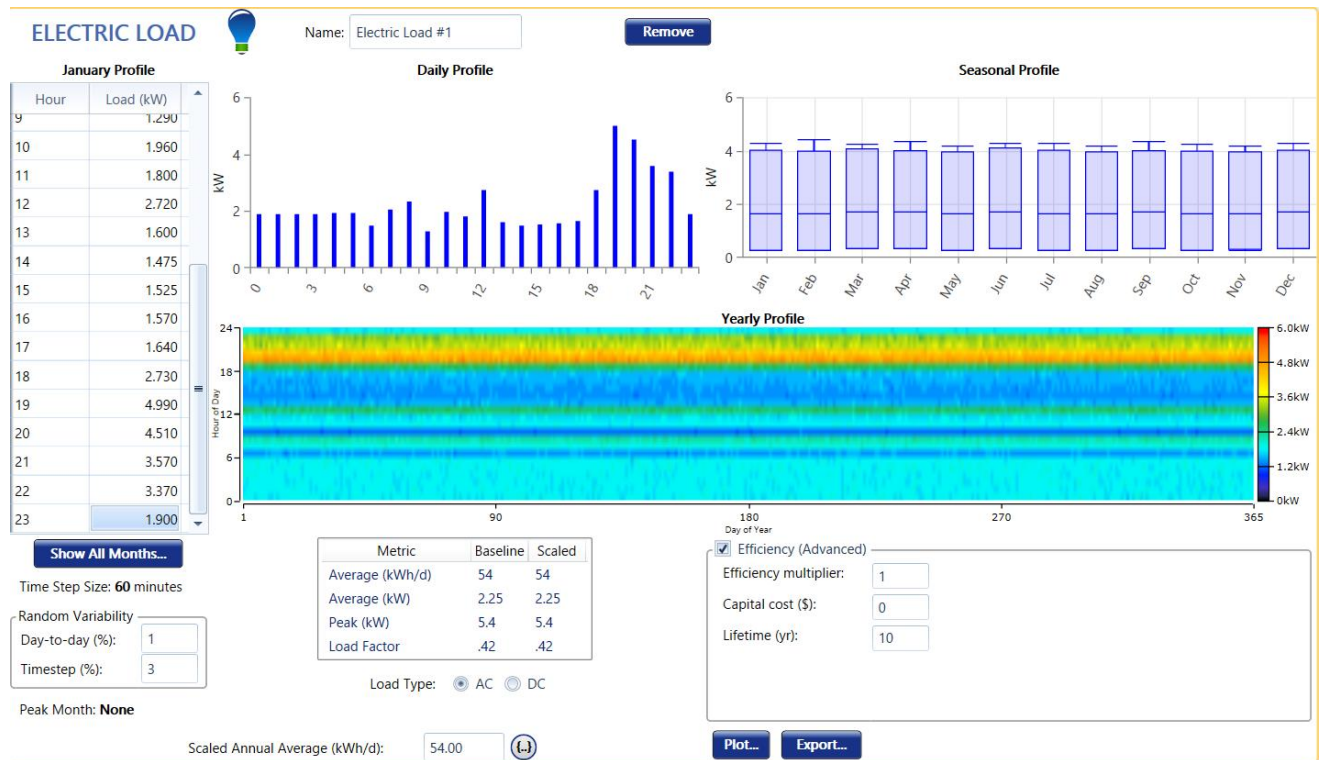 ELECTRIC LOAD
Name: Electric Load #1
Remove
January Profile
Hour Load (kW)
9 1.290
10 1.960
11 1.800
12 2.720
13 1.600
14 1.475
15 1.525
16 1.570
17 1.640
18 2.730
19 4.990
20 4.510
21 3.570
22 3.370
23 1.900
Show All Months...
Time Step Size: 60 minutes
Random Variability
Day-to-day (%): 1
Timestep (%): 3
Peak Month: None
Daily Profile
kW
6
4
2
0
0 3 6 9 12 15 18 21
Seasonal Profile
kW
6
4
2
0
Jan Feb Mar Apr May Jun Jul Aug Sep Oct Nov Dec
Yearly Profile
Hour of Day
24
18
12
6
0
1 90 180 270 365
Day of Year
6.0kW
4.8kW
3.6kW
2.4kW
1.2kW
0kW
Metric Baseline Scaled
Average (kWh/d) 54 54
Average (kW) 2.25 2.25
Peak (kW) 5.4 5.4
Load Factor .42 .42
Load Type: AC DC
Scaled Annual Average (kWh/d): 54.00 {..}
Efficiency (Advanced)
Efficiency multiplier: 1
Capital cost ($): 0
Lifetime (yr): 10
Plot... Export...